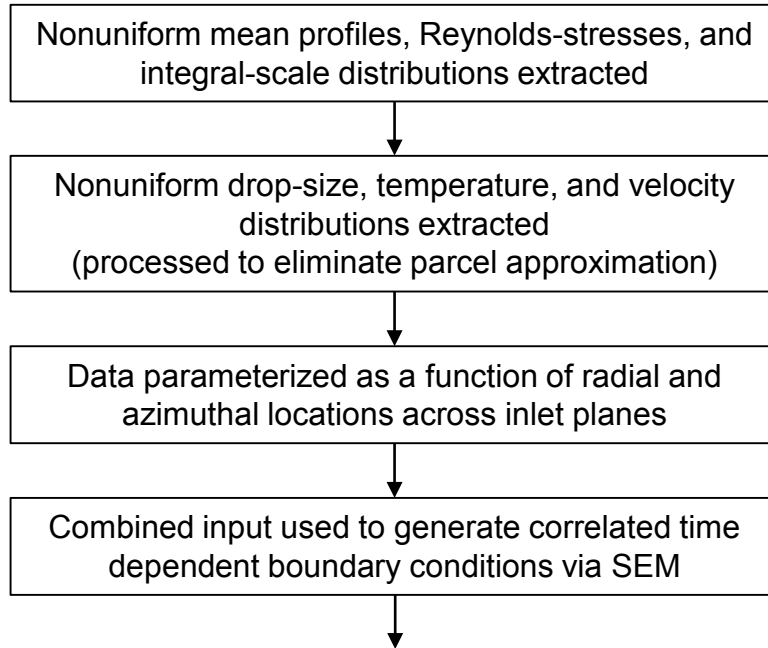 Nonuniform mean profiles, Reynolds-stresses, and
integral-scale distributions extracted
Nonuniform drop-size, temperature, and velocity
distributions extracted
(processed to eliminate parcel approximation)
Data parameterized as a function of radial and
azimuthal locations across inlet planes
Combined input used to generate correlated time
dependent boundary conditions via SEM